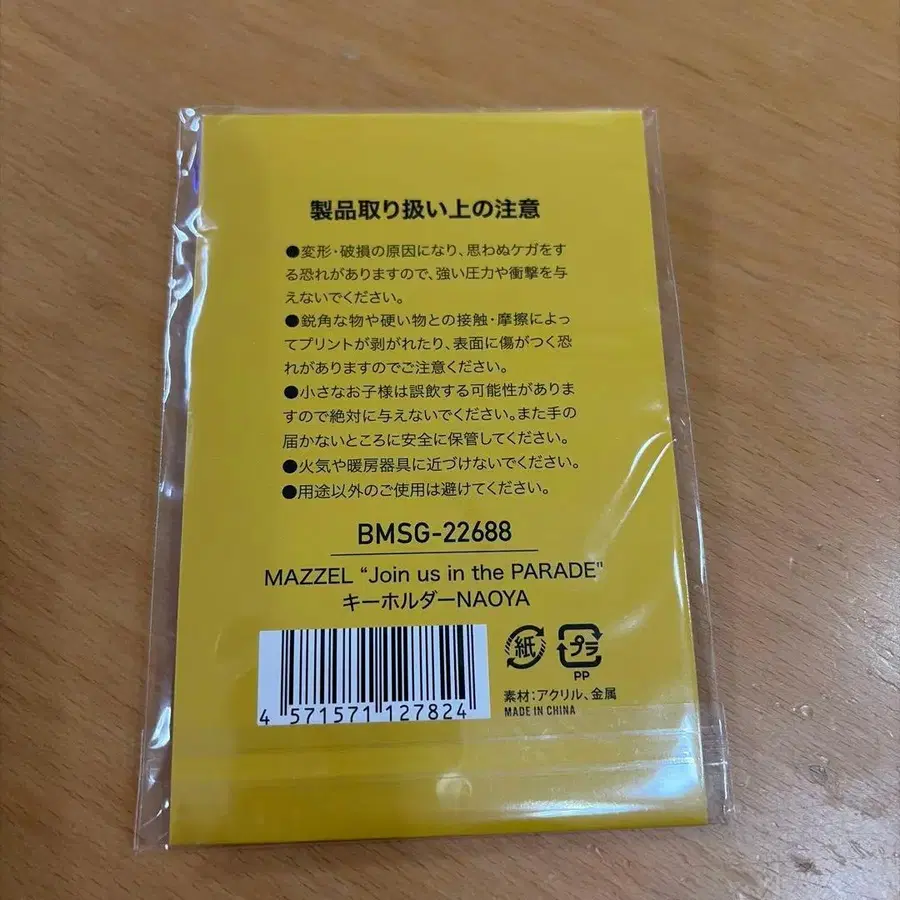 製品取り扱い上の注意
●変形・破損の原因になり、思わぬケガをす
る恐れがありますので、強い圧力や衝撃を与
えないでください。
●鋭角な物や硬い物との接触・摩擦によっ
てプリントが剥がれたり、表面に傷がつく恐
れがありますのでご注意ください。
●小さなお子様は誤飲する可能性がありま
すので絶対に与えないでください。また手の
届かないところに安全に保管してください。
●火気や暖房器具に近づけないでください。
●用途以外のご使用は避けてください。
BMSG-22688
MAZZEL “Join us in the PARADE"
キーホルダーNAOYA
4 571571 127824
紙 プラ
PP
素材：アクリル、金属
MADE IN CHINA